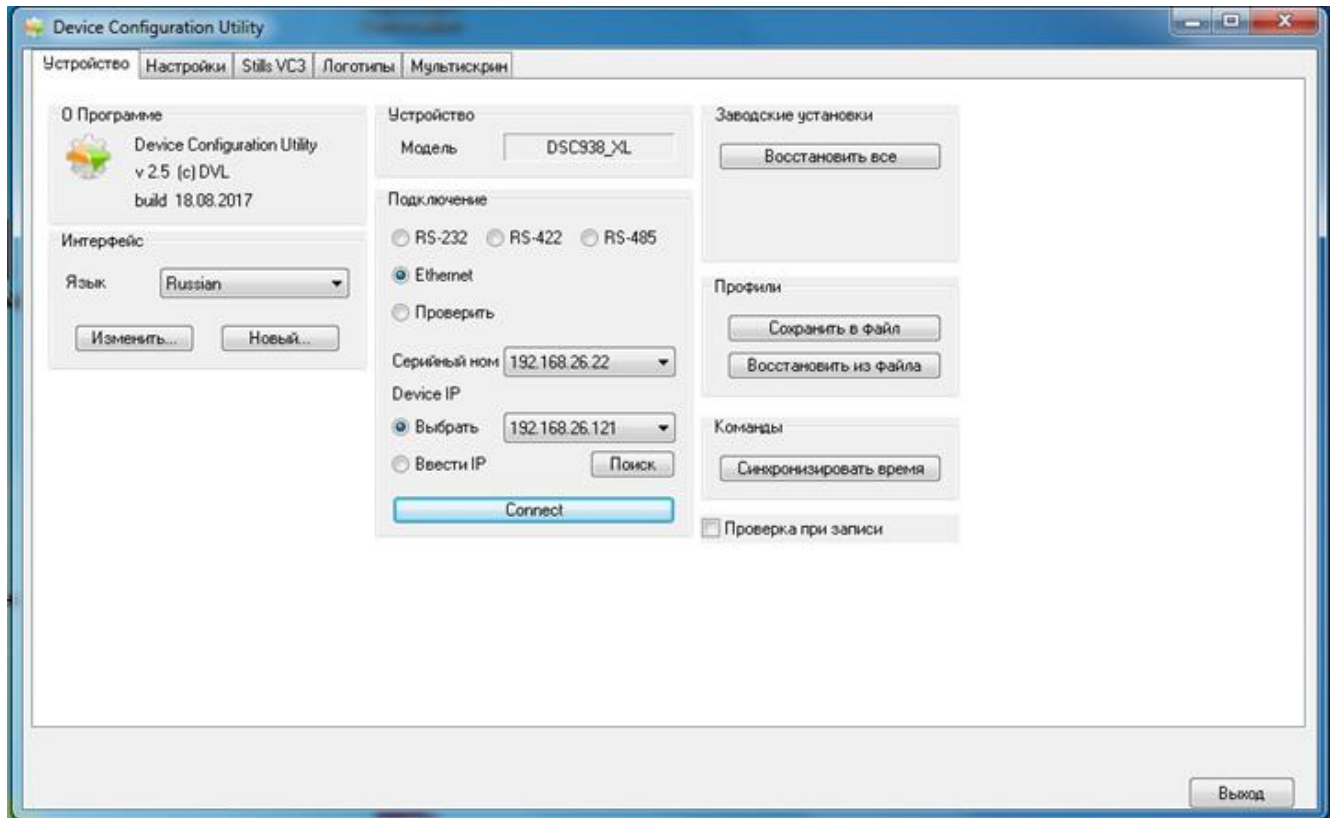 Device Configuration Utility
Устройство Настройки Stills VC3 Логотипы Мультискрин
О Программе
Device Configuration Utility
v 2.5 (c) DVL
build 18.08.2017
Интерфейс
Язык Russian
Изменить... Новый...
Устройство
Модель DSC938_XL
Подключение
RS-232 RS-422 RS-485
Ethernet
Проверить
Серийный ном 192.168.26.22
Device IP
Выбрать 192.168.26.121
Ввести IP Поиск
Connect
Заводские установки
Восстановить все
Профили
Сохранить в файл
Восстановить из файла
Команды
Синхронизировать время
Проверка при записи
Выход